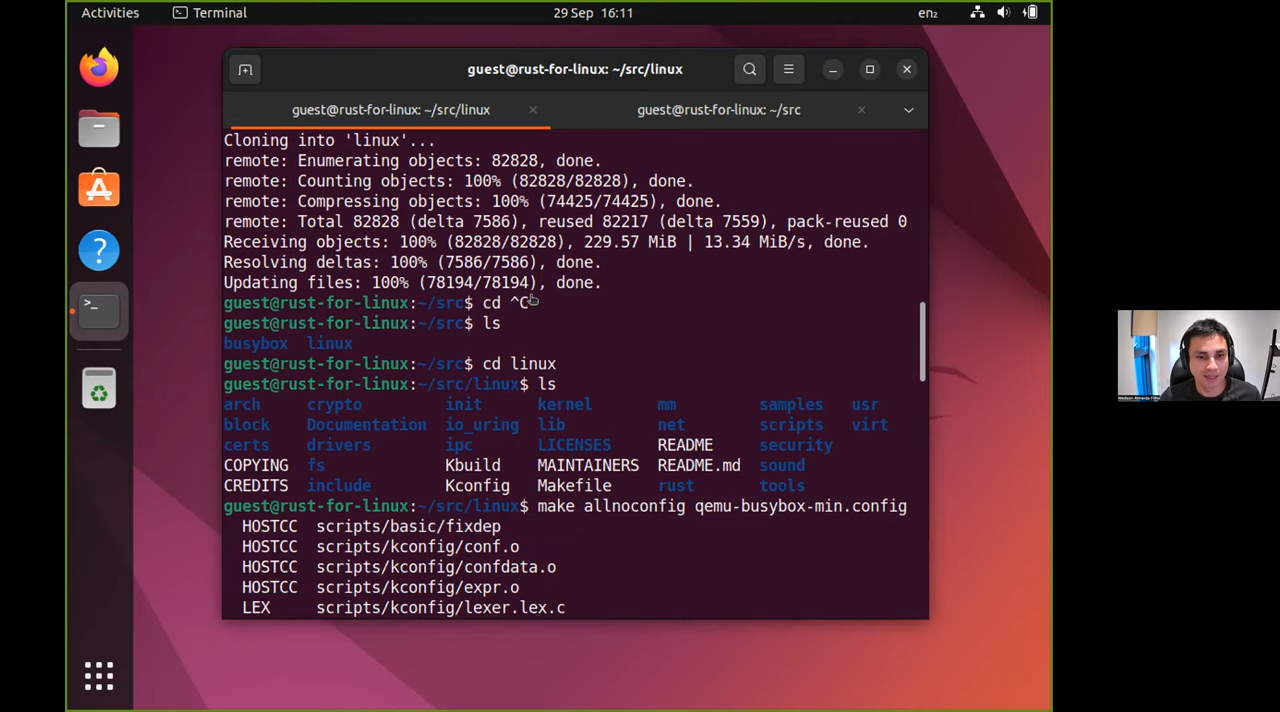 Activities Terminal 29 Sep 16:11 en₂
guest@rust-for-linux: ~/src/linux
guest@rust-for-linux: ~/src/linux guest@rust-for-linux: ~/src
Cloning into 'linux'...
remote: Enumerating objects: 82828, done.
remote: Counting objects: 100% (82828/82828), done.
remote: Compressing objects: 100% (74425/74425), done.
remote: Total 82828 (delta 7586), reused 82217 (delta 7559), pack-reused 0
Receiving objects: 100% (82828/82828), 229.57 MiB | 13.34 MiB/s, done.
Resolving deltas: 100% (7586/7586), done.
Updating files: 100% (78194/78194), done.
guest@rust-for-linux:~/src$ cd ^C
guest@rust-for-linux:~/src$ ls
busybox linux
guest@rust-for-linux:~/src$ cd linux
guest@rust-for-linux:~/src/linux$ ls
arch crypto init kernel mm samples usr
block Documentation io_uring lib net scripts virt
certs drivers ipc LICENSES README security
COPYING fs Kbuild MAINTAINERS README.md sound
CREDITS include Kconfig Makefile rust tools
guest@rust-for-linux:~/src/linux$ make allnoconfig qemu-busybox-min.config
HOSTCC scripts/basic/fixdep
HOSTCC scripts/kconfig/conf.o
HOSTCC scripts/kconfig/confdata.o
HOSTCC scripts/kconfig/expr.o
LEX scripts/kconfig/lexer.lex.c
Wedson Almeida Filho